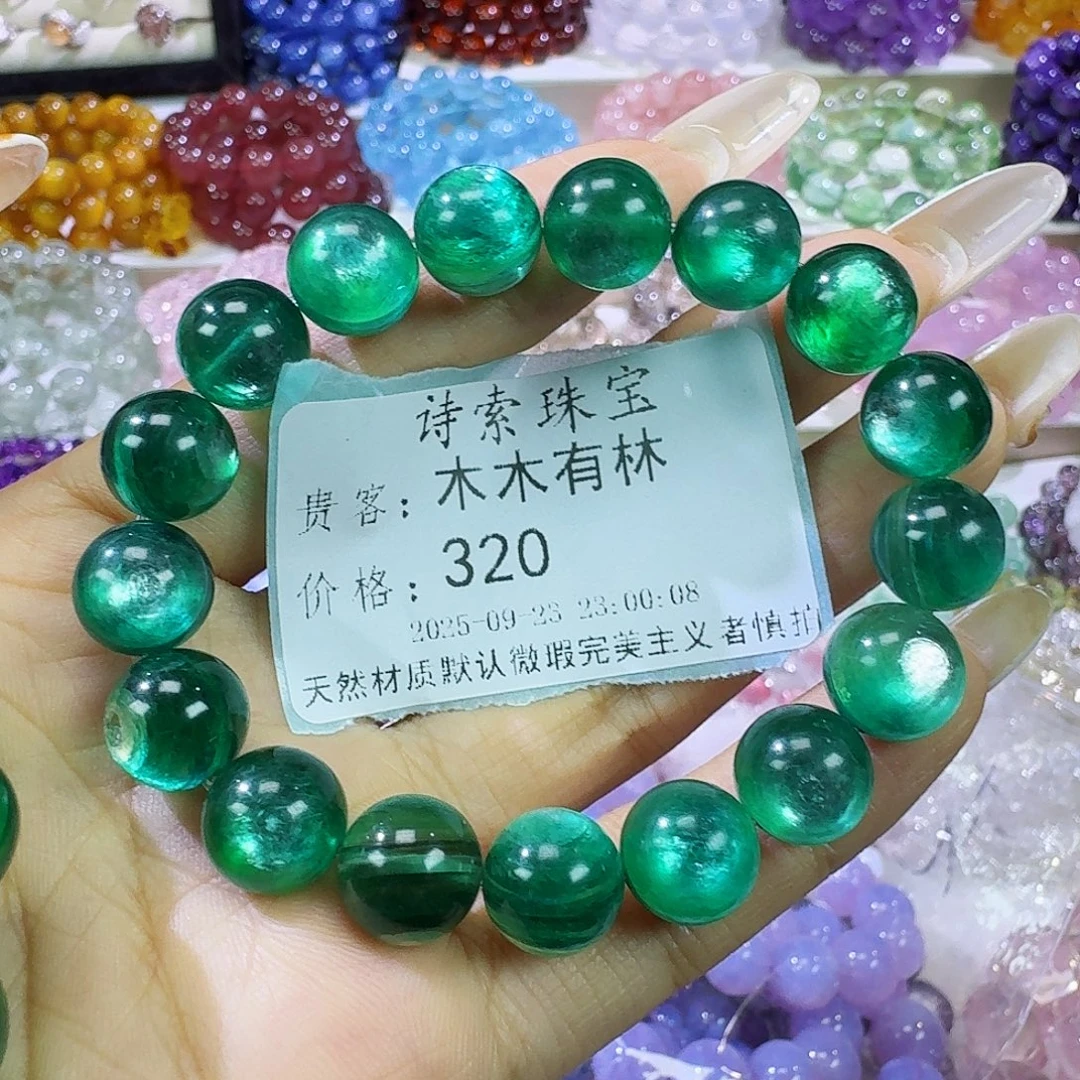 诗索珠宝
贵客：木木有林
价格：320
2025-09-23 23:00:08
天然材质默认微瑕完美主义者慎拍